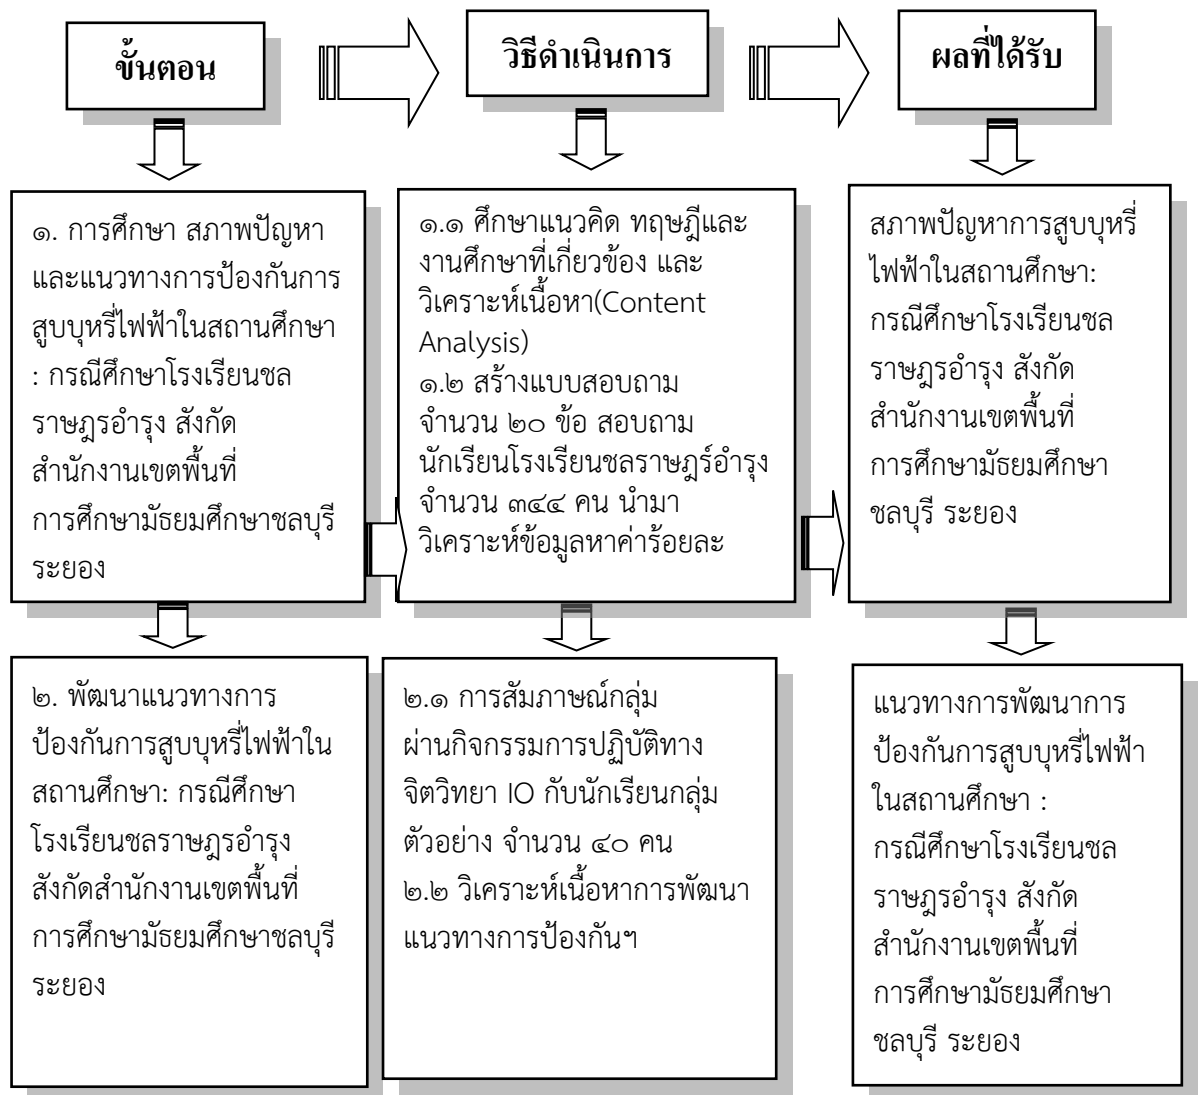 ขั้นตอน
วิธีดำเนินการ
ผลที่ได้รับ
๑. การศึกษา สภาพปัญหา
และแนวทางการป้องกันการ
สูบบุหรี่ไฟฟ้าในสถานศึกษา
: กรณีศึกษาโรงเรียนชล
ราษฎรอำรุง สังกัด
สำนักงานเขตพื้นที่
การศึกษามัธยมศึกษาชลบุรี
ระยอง
๑.๑ ศึกษาแนวคิด ทฤษฎีและ
งานศึกษาที่เกี่ยวข้อง และ
วิเคราะห์เนื้อหา(Content
Analysis)
๑.๒ สร้างแบบสอบถาม
จำนวน ๒๐ ข้อ สอบถาม
นักเรียนโรงเรียนชลราษฎร์อำรุง
จำนวน ๓๔๔ คน นำมา
วิเคราะห์ข้อมูลหาค่าร้อยละ
สภาพปัญหาการสูบบุหรี่
ไฟฟ้าในสถานศึกษา:
กรณีศึกษาโรงเรียนชล
ราษฎรอำรุง สังกัด
สำนักงานเขตพื้นที่
การศึกษามัธยมศึกษา
ชลบุรี ระยอง
๒. พัฒนาแนวทางการ
ป้องกันการสูบบุหรี่ไฟฟ้าใน
สถานศึกษา: กรณีศึกษา
โรงเรียนชลราษฎรอำรุง
สังกัดสำนักงานเขตพื้นที่
การศึกษามัธยมศึกษาชลบุรี
ระยอง
๒.๑ การสัมภาษณ์กลุ่ม
ผ่านกิจกรรมการปฏิบัติทาง
จิตวิทยา IO กับนักเรียนกลุ่ม
ตัวอย่าง จำนวน ๔๐ คน
๒.๒ วิเคราะห์เนื้อหาการพัฒนา
แนวทางการป้องกันฯ
แนวทางการพัฒนาการ
ป้องกันการสูบบุหรี่ไฟฟ้า
ในสถานศึกษา :
กรณีศึกษาโรงเรียนชล
ราษฎรอำรุง สังกัด
สำนักงานเขตพื้นที่
การศึกษามัธยมศึกษา
ชลบุรี ระยอง